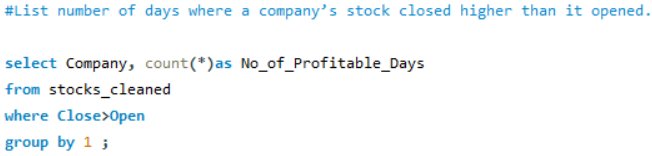 #List number of days where a company’s stock closed higher than it opened.
select Company, count(*)as No_of_Profitable_Days
from stocks_cleaned
where Close>Open
group by 1 ;